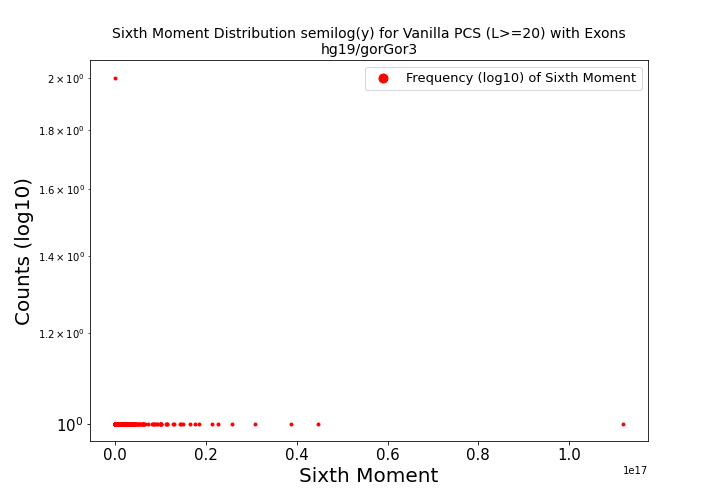 Sixth Moment Distribution semilog(y) for Vanilla PCS (L>=20) with Exons
hg19/gorGor3
Frequency (log10) of Sixth Moment
Counts (log10)
2 × 10⁰
1.8 × 10⁰
1.6 × 10⁰
1.4 × 10⁰
1.2 × 10⁰
10⁰
0.0 0.2 0.4 0.6 0.8 1.0
1e17
Sixth Moment